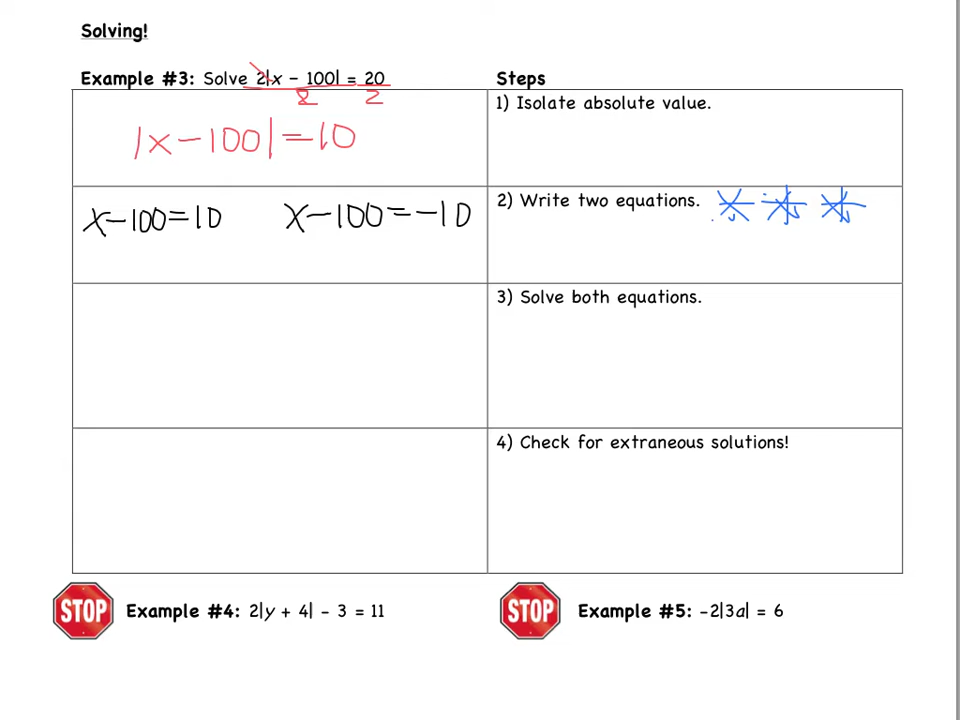 Solving!
Example #3: Solve 2|x − 100| = 20
2 2
Steps
|x − 100| = 10
1) Isolate absolute value.
x − 100 = 10 x − 100 = −10
2) Write two equations.
3) Solve both equations.
4) Check for extraneous solutions!
STOP Example #4: 2|y + 4| - 3 = 11
STOP Example #5: -2|3a| = 6